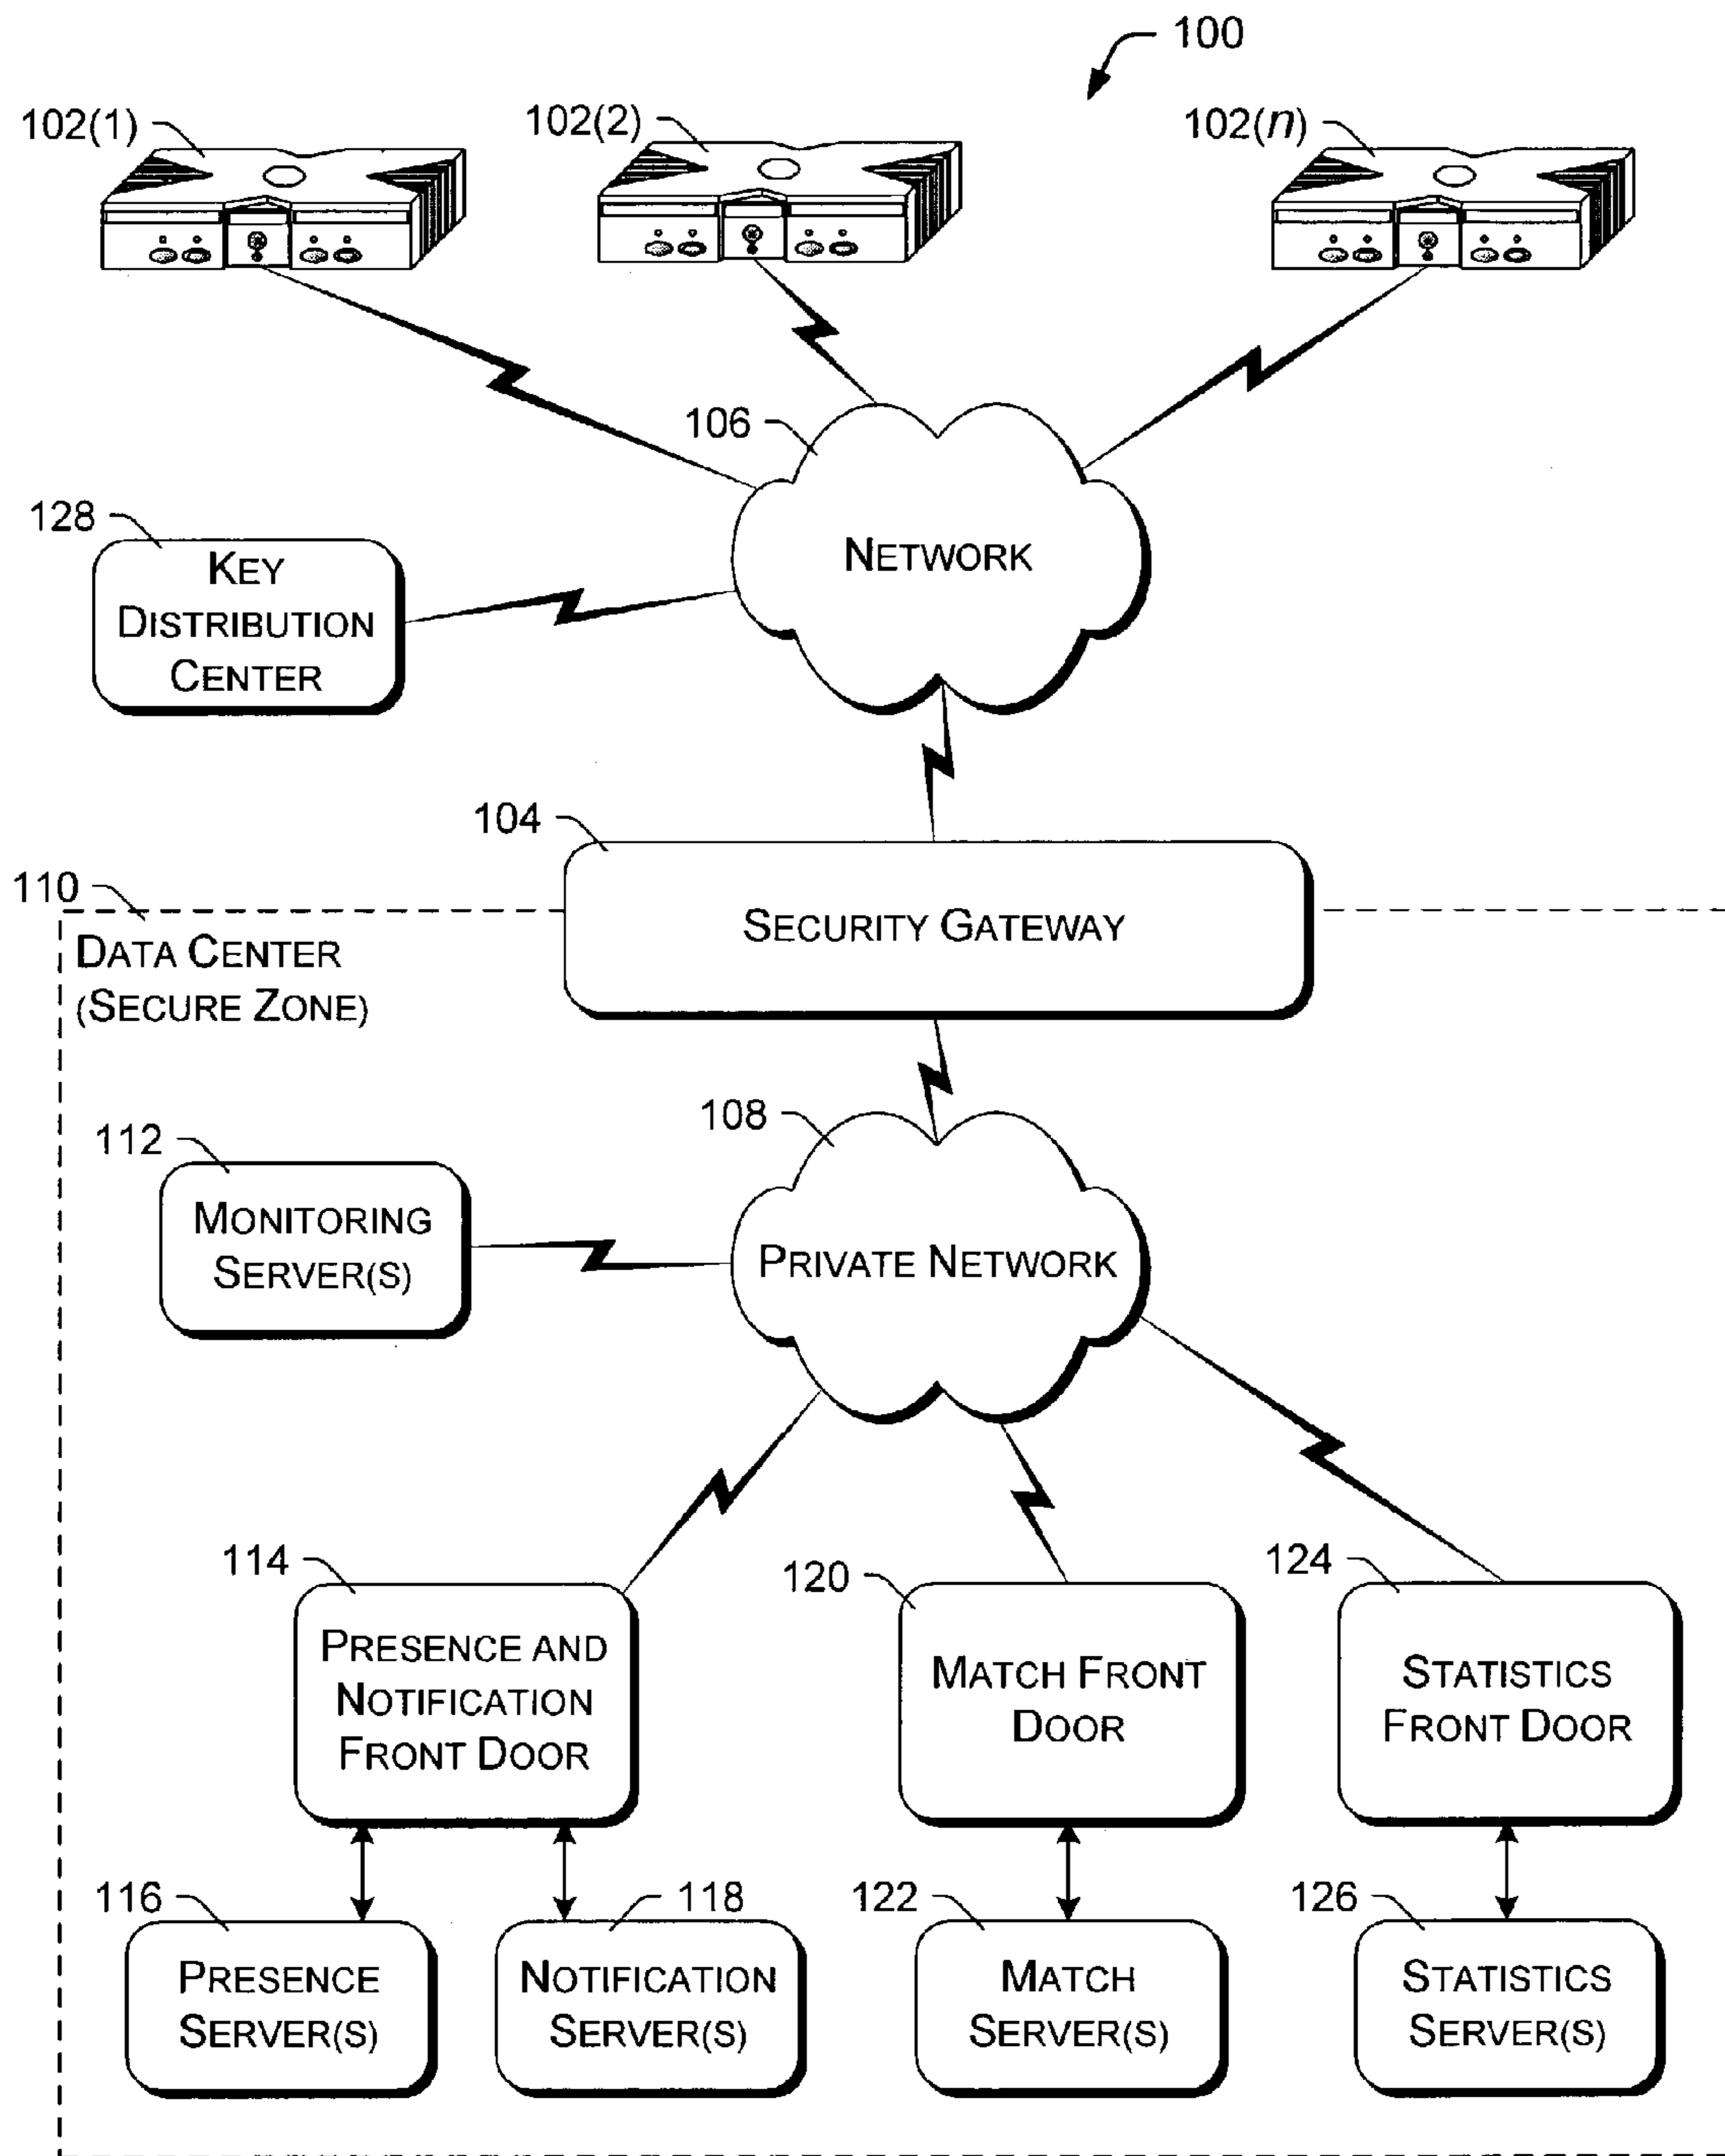 100
102(1)
102(2)
102(n)
106
NETWORK
128
KEY
DISTRIBUTION
CENTER
104
SECURITY GATEWAY
110
DATA CENTER
(SECURE ZONE)
108
PRIVATE NETWORK
112
MONITORING
SERVER(S)
114
PRESENCE AND
NOTIFICATION
FRONT DOOR
120
MATCH FRONT
DOOR
124
STATISTICS
FRONT DOOR
116
PRESENCE
SERVER(S)
118
NOTIFICATION
SERVER(S)
122
MATCH
SERVER(S)
126
STATISTICS
SERVER(S)